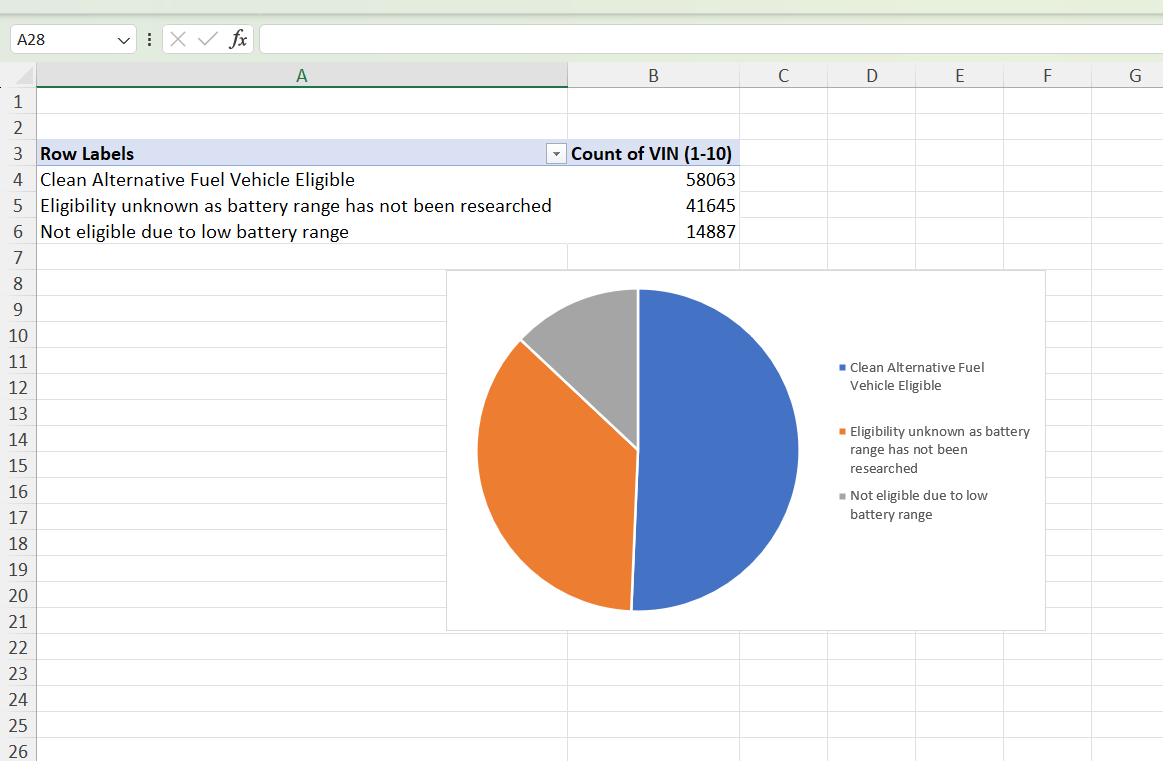 A28 fx
A B C D E F G
1
2
3 Row Labels Count of VIN (1-10)
4 Clean Alternative Fuel Vehicle Eligible 58063
5 Eligibility unknown as battery range has not been researched 41645
6 Not eligible due to low battery range 14887
7
8
9
10
11
12
13
14
15
16
17
18
19
20
21
22
23
24
25
26
Clean Alternative Fuel
Vehicle Eligible
Eligibility unknown as battery
range has not been
researched
Not eligible due to low
battery range